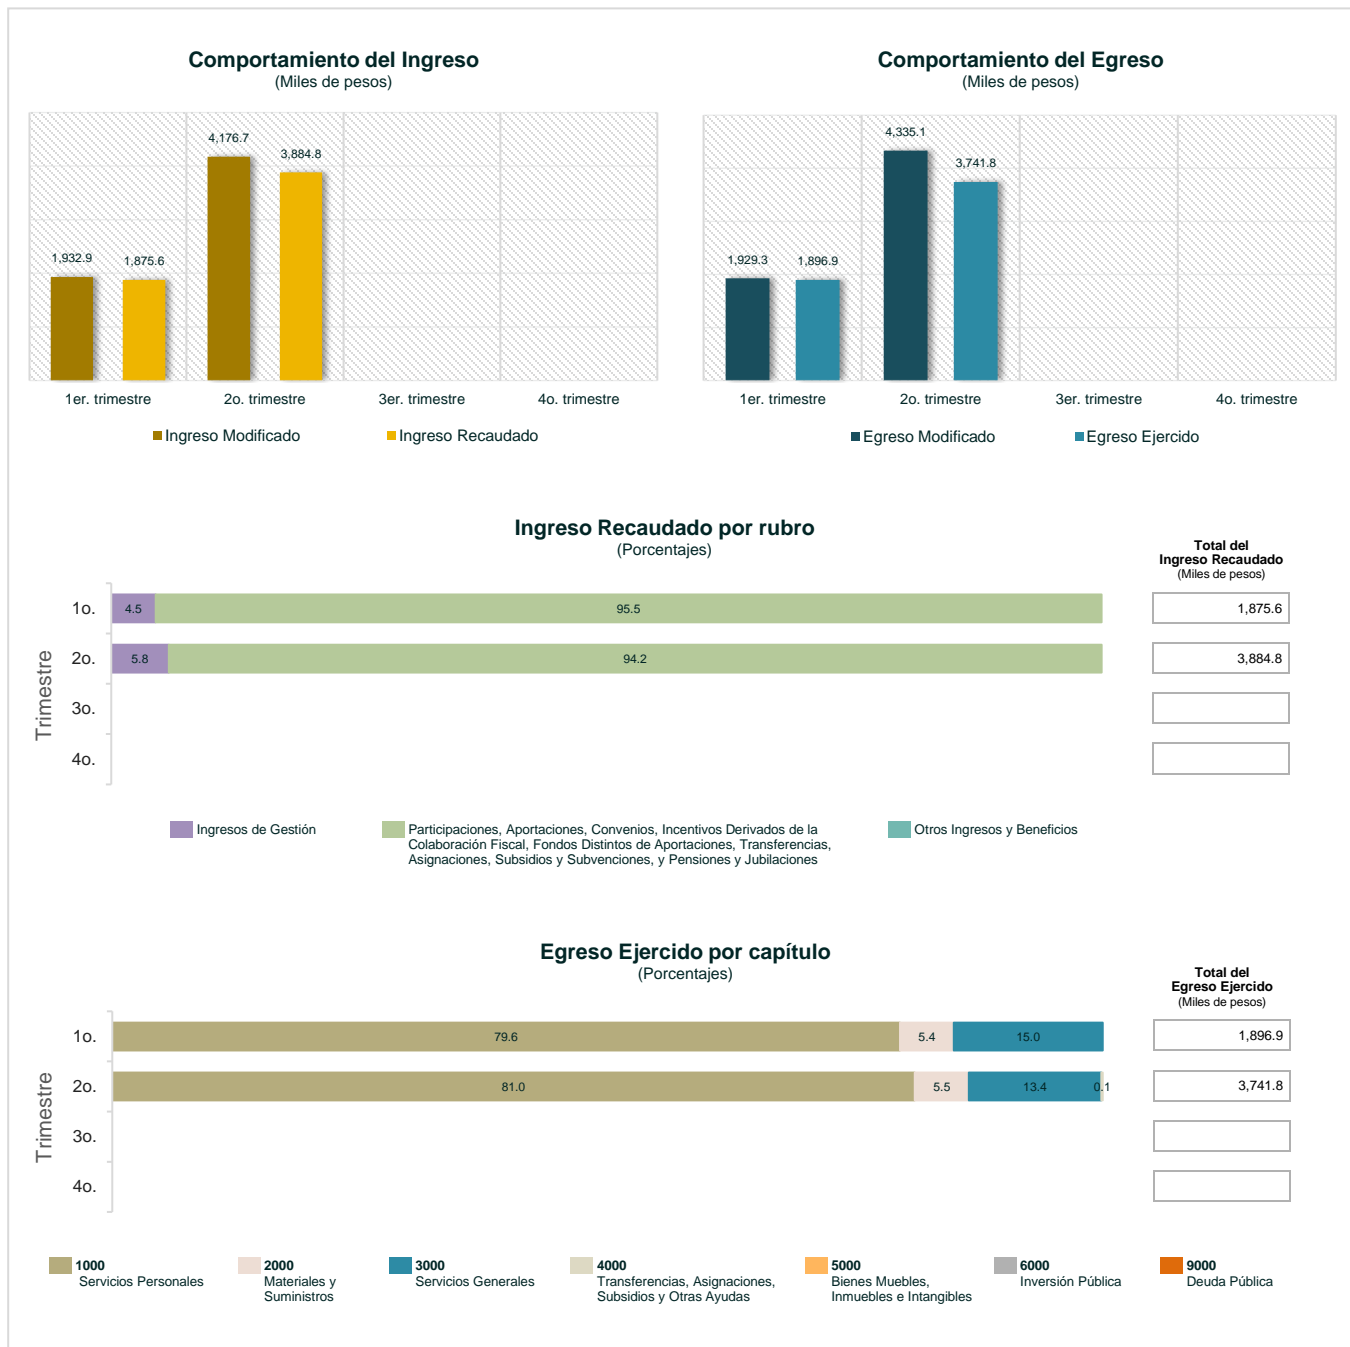 Comportamiento del Ingreso
(Miles de pesos)
4,176.7
3,884.8
1,932.9
1,875.6
1er. trimestre
2o. trimestre
3er. trimestre
4o. trimestre
Ingreso Modificado
Ingreso Recaudado
Comportamiento del Egreso
(Miles de pesos)
4,335.1
3,741.8
1,929.3
1,896.9
1er. trimestre
2o. trimestre
3er. trimestre
4o. trimestre
Egreso Modificado
Egreso Ejercido
Ingreso Recaudado por rubro
(Porcentajes)
Total del
Ingreso Recaudado
(Miles de pesos)
Trimestre
1o.
4.5
95.5
1,875.6
2o.
5.8
94.2
3,884.8
3o.
4o.
Ingresos de Gestión
Participaciones, Aportaciones, Convenios, Incentivos Derivados de la
Colaboración Fiscal, Fondos Distintos de Aportaciones, Transferencias,
Asignaciones, Subsidios y Subvenciones, y Pensiones y Jubilaciones
Otros Ingresos y Beneficios
Egreso Ejercido por capítulo
(Porcentajes)
Total del
Egreso Ejercido
(Miles de pesos)
Trimestre
1o.
79.6
5.4
15.0
1,896.9
2o.
81.0
5.5
13.4
0.1
3,741.8
3o.
4o.
1000
Servicios Personales
2000
Materiales y
Suministros
3000
Servicios Generales
4000
Transferencias, Asignaciones,
Subsidios y Otras Ayudas
5000
Bienes Muebles,
Inmuebles e Intangibles
6000
Inversión Pública
9000
Deuda Pública